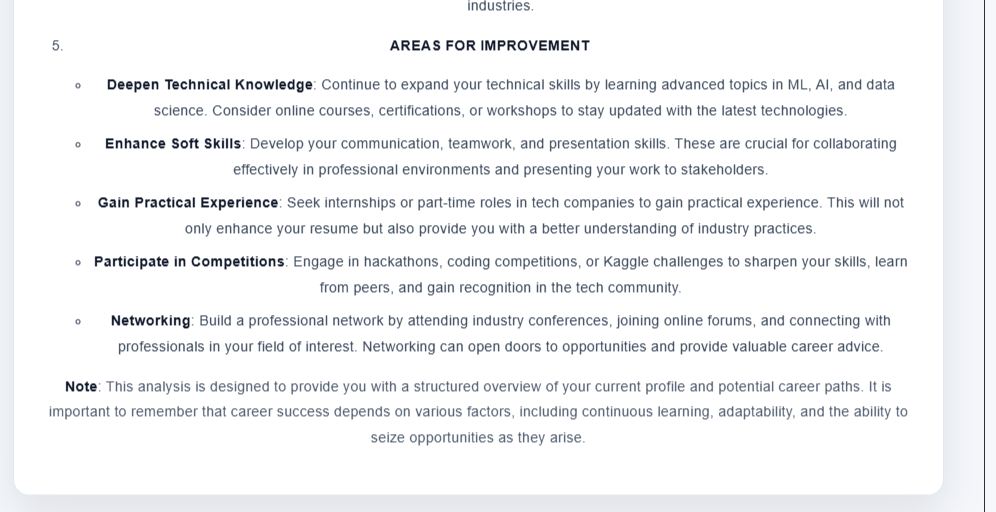 industries.
5. AREAS FOR IMPROVEMENT
Deepen Technical Knowledge: Continue to expand your technical skills by learning advanced topics in ML, AI, and data
science. Consider online courses, certifications, or workshops to stay updated with the latest technologies.
Enhance Soft Skills: Develop your communication, teamwork, and presentation skills. These are crucial for collaborating
effectively in professional environments and presenting your work to stakeholders.
Gain Practical Experience: Seek internships or part-time roles in tech companies to gain practical experience. This will not
only enhance your resume but also provide you with a better understanding of industry practices.
Participate in Competitions: Engage in hackathons, coding competitions, or Kaggle challenges to sharpen your skills, learn
from peers, and gain recognition in the tech community.
Networking: Build a professional network by attending industry conferences, joining online forums, and connecting with
professionals in your field of interest. Networking can open doors to opportunities and provide valuable career advice.
Note: This analysis is designed to provide you with a structured overview of your current profile and potential career paths. It is
important to remember that career success depends on various factors, including continuous learning, adaptability, and the ability to
seize opportunities as they arise.